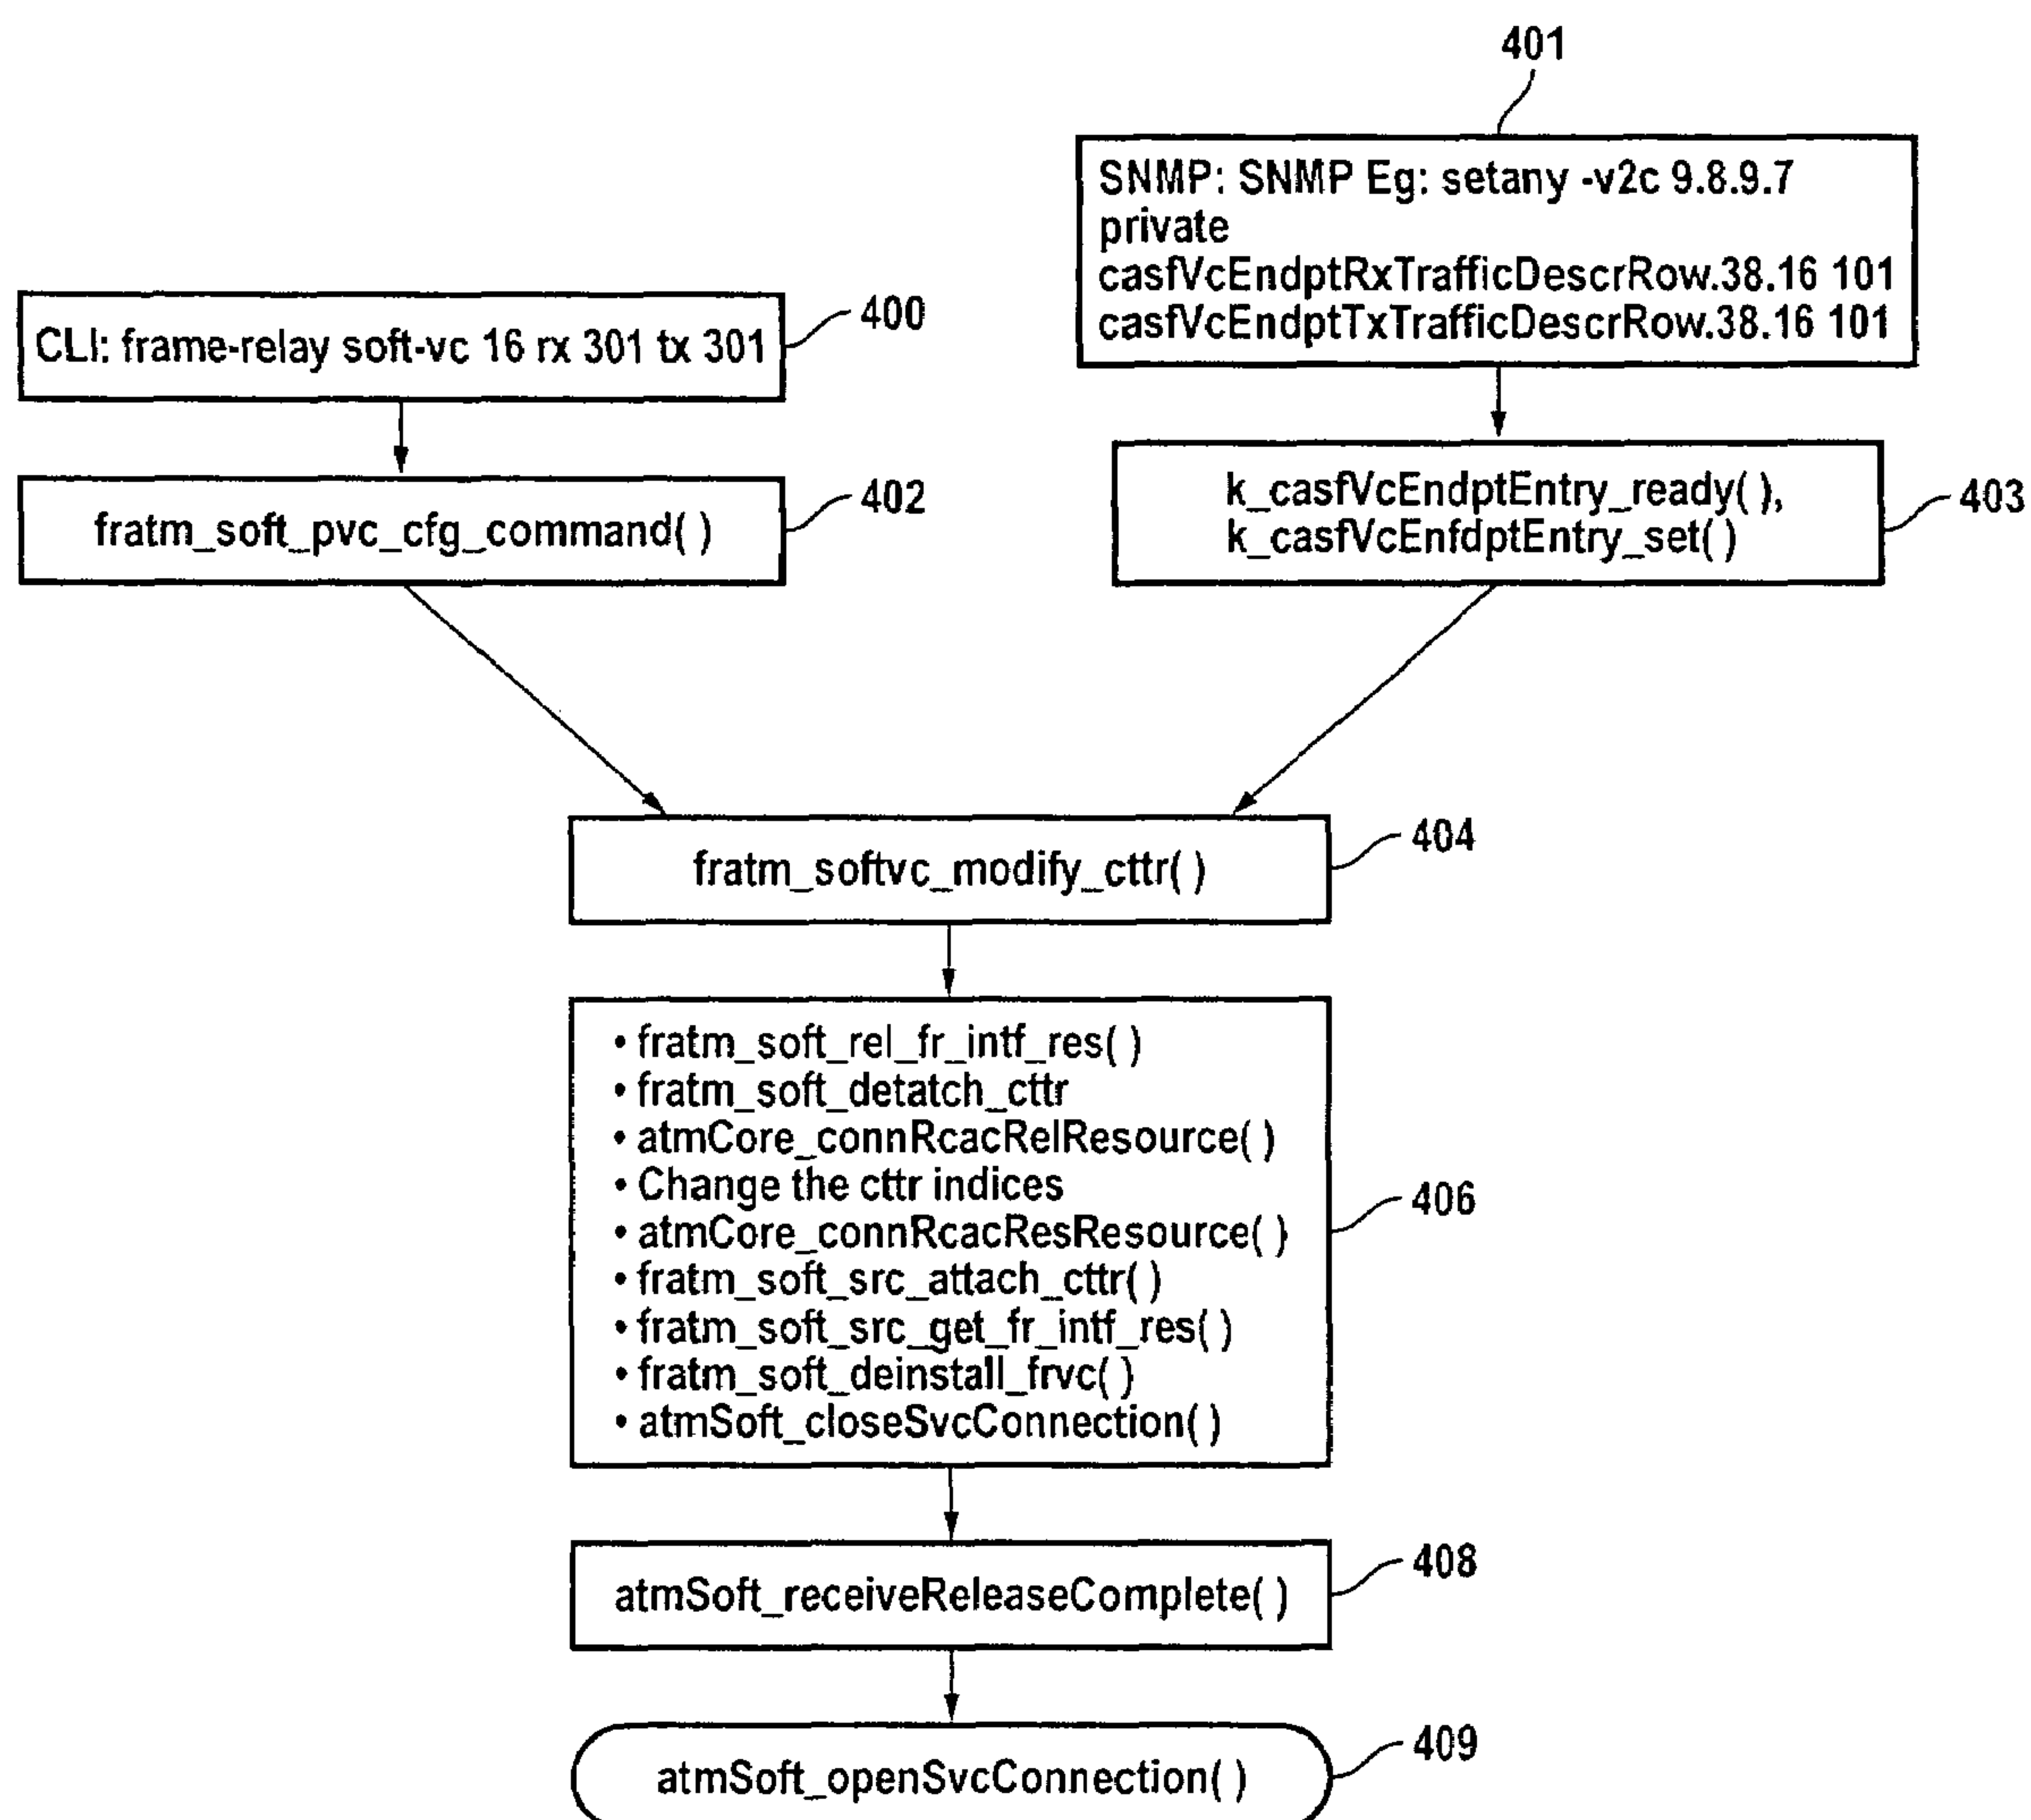 401
SNMP: SNMP Eg: setany -v2c 9.8.9.7
private
casfVcEndptRxTrafficDescrRow.38.16 101
casfVcEndptTxTrafficDescrRow.38.16 101
CLI: frame-relay soft-vc 16 rx 301 tx 301
400
fratm_soft_pvc_cfg_command( )
402
k_casfVcEndptEntry_ready( ),
k_casfVcEnfdptEntry_set( )
403
fratm_softvc_modify_cttr( )
404
• fratm_soft_rel_fr_intf_res( )
• fratm_soft_detatch_cttr
• atmCore_connRcacRelResource( )
• Change the cttr indices
• atmCore_connRcacResResource( )
• fratm_soft_src_attach_cttr( )
• fratm_soft_src_get_fr_intf_res( )
• fratm_soft_deinstall_frvc( )
• atmSoft_closeSvcConnection( )
406
atmSoft_receiveReleaseComplete( )
408
atmSoft_openSvcConnection( )
409